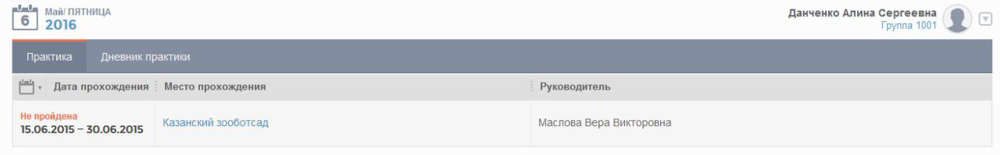 6
Май/ ПЯТНИЦА
2016
Данченко Алина Сергеевна
Группа 1001
Практика Дневник практики
Дата прохождения Место прохождения Руководитель
Не пройдена
15.06.2015 – 30.06.2015
Казанский зооботсад
Маслова Вера Викторовна